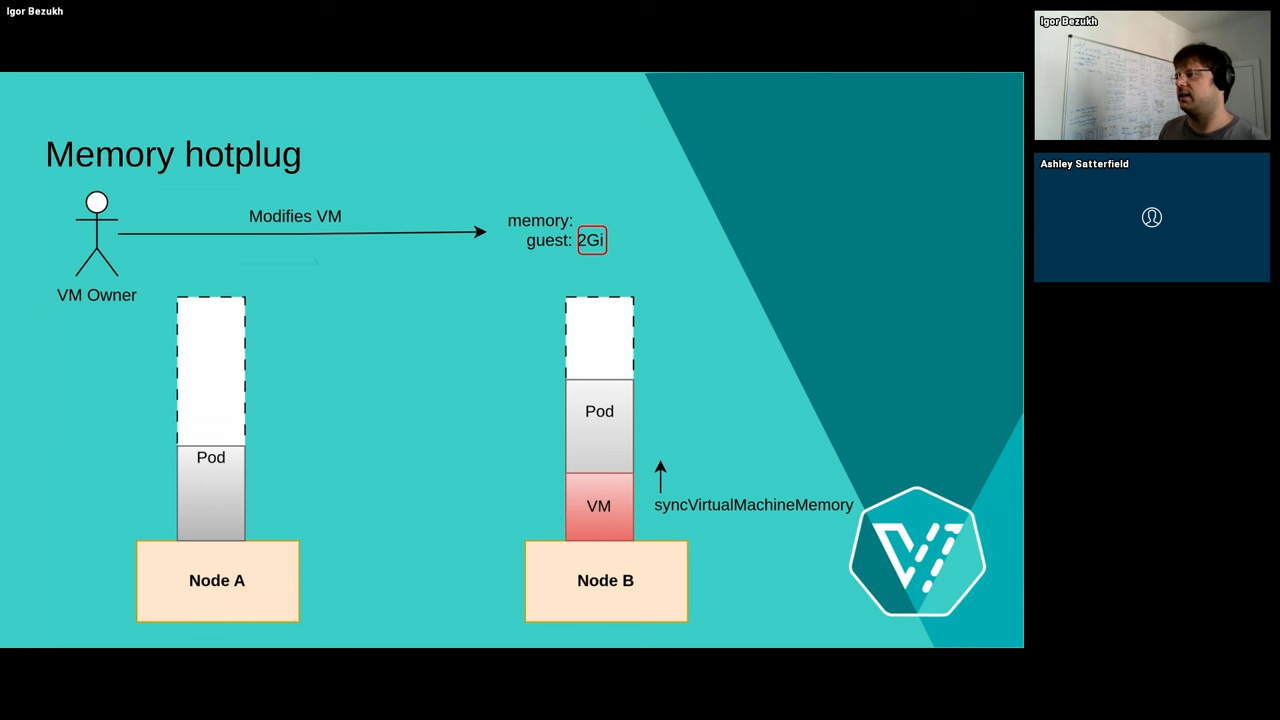 Igor Bezukh
Igor Bezukh
Ashley Satterfield
Memory hotplug
Modifies VM
memory:
guest: 2Gi
VM Owner
Pod
Pod
VM
syncVirtualMachineMemory
Node A
Node B